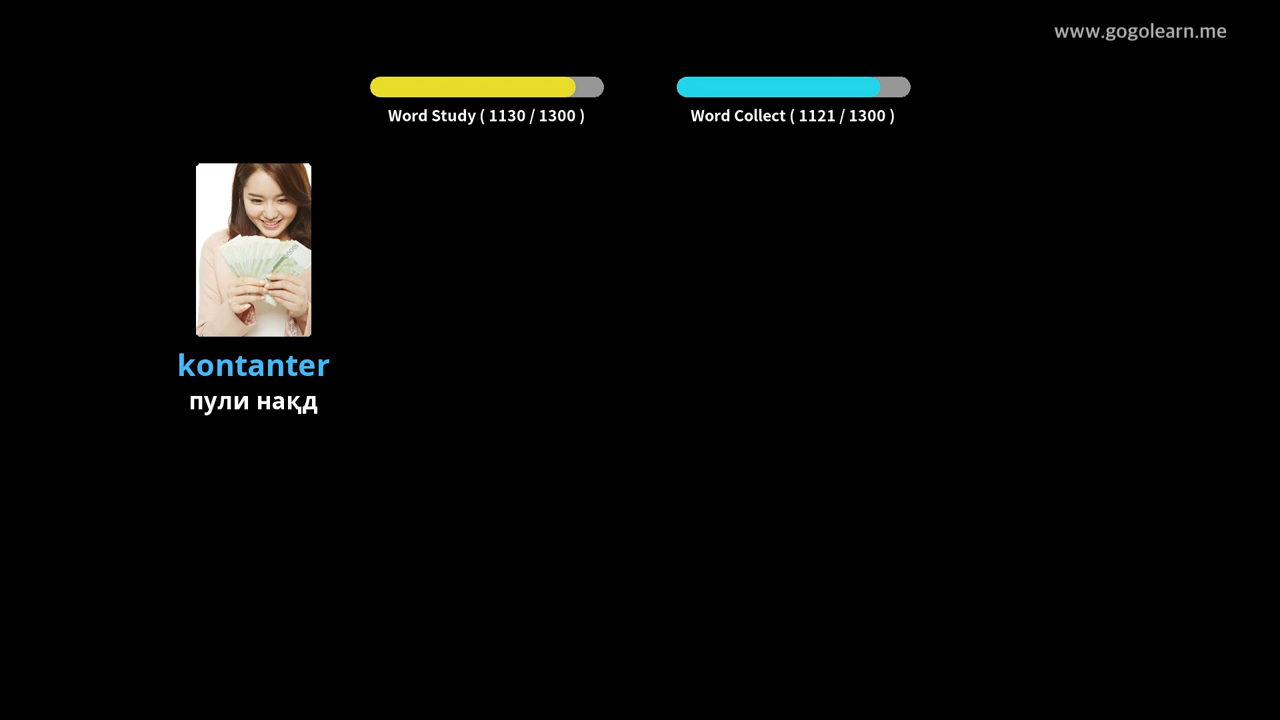 www.gogolearn.me
Word Study ( 1130 / 1300 )
Word Collect ( 1121 / 1300 )
kontanter
пули нақд